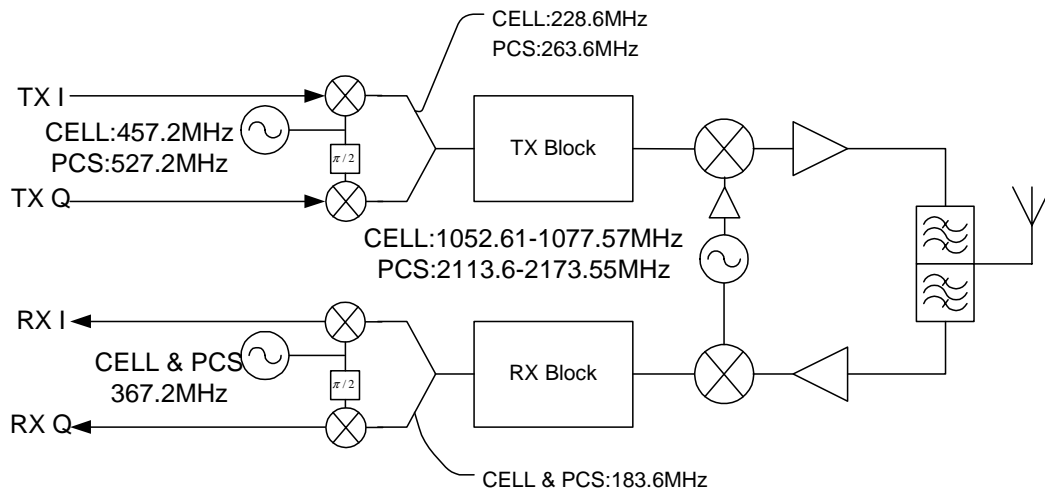 CELL:228.6MHz
PCS:263.6MHz
TX I
CELL:457.2MHz
PCS:527.2MHz
π/2
TX Q
TX Block
CELL:1052.61-1077.57MHz
PCS:2113.6-2173.55MHz
RX I
CELL & PCS
367.2MHz
π/2
RX Q
RX Block
CELL & PCS:183.6MHz